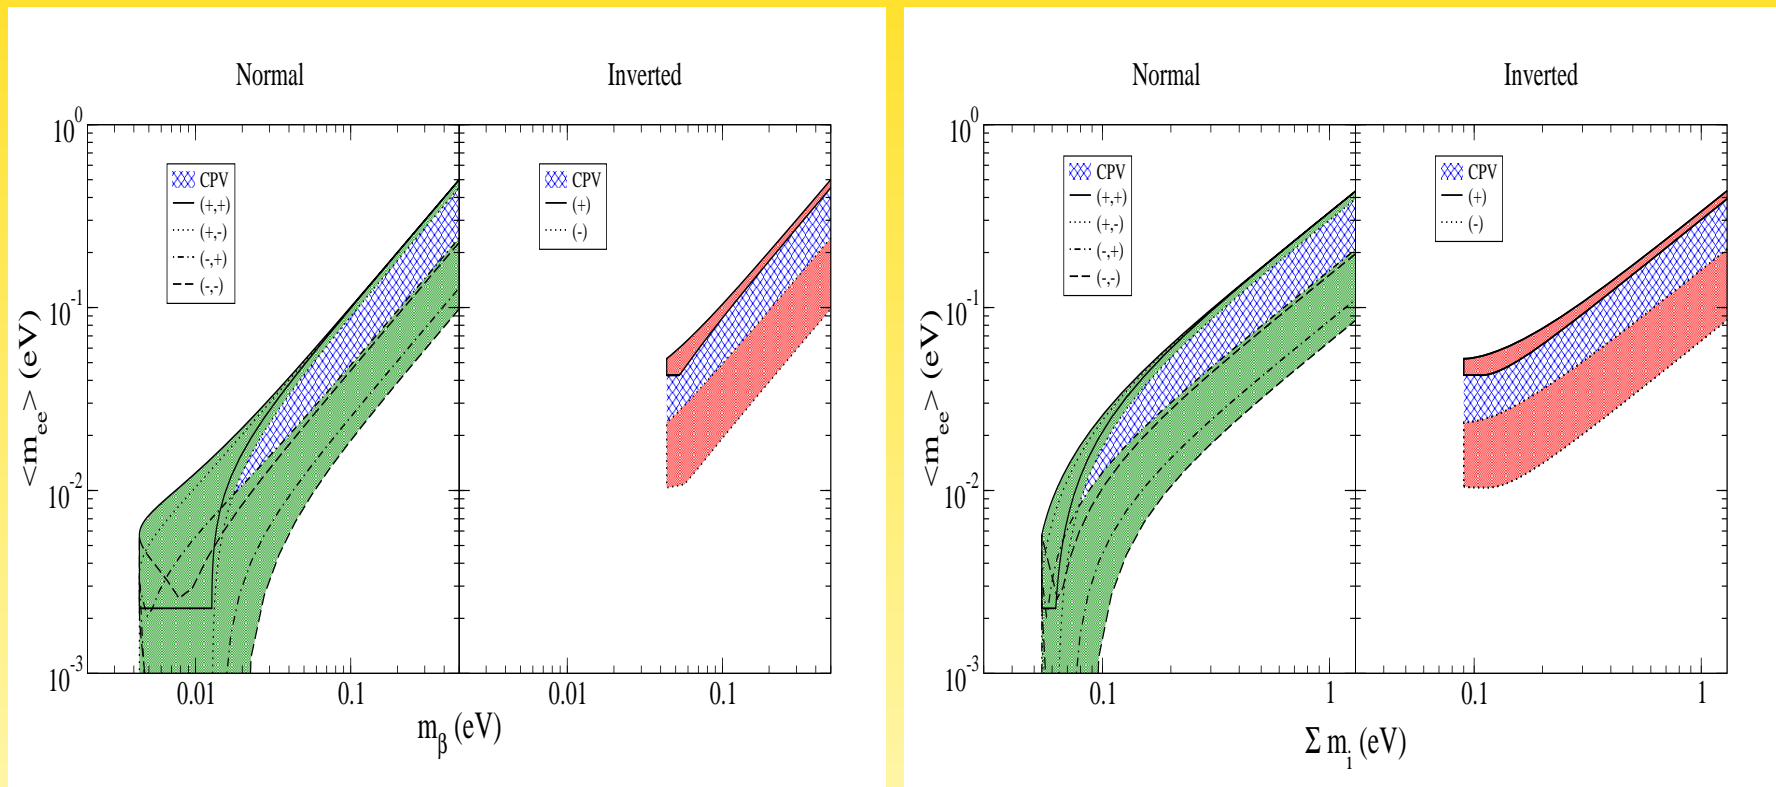 Normal
Inverted
10^0
10^-1
10^-2
10^-3
<m_ee> (eV)
CPV
(+,+)
(+,-)
(-,+)
(-,-)
CPV
(+)
(-)
0.01
0.1
0.01
0.1
m_β (eV)
Normal
Inverted
10^0
10^-1
10^-2
10^-3
<m_ee> (eV)
CPV
(+,+)
(+,-)
(-,+)
(-,-)
CPV
(+)
(-)
0.1
1
0.1
1
Σ m_i (eV)